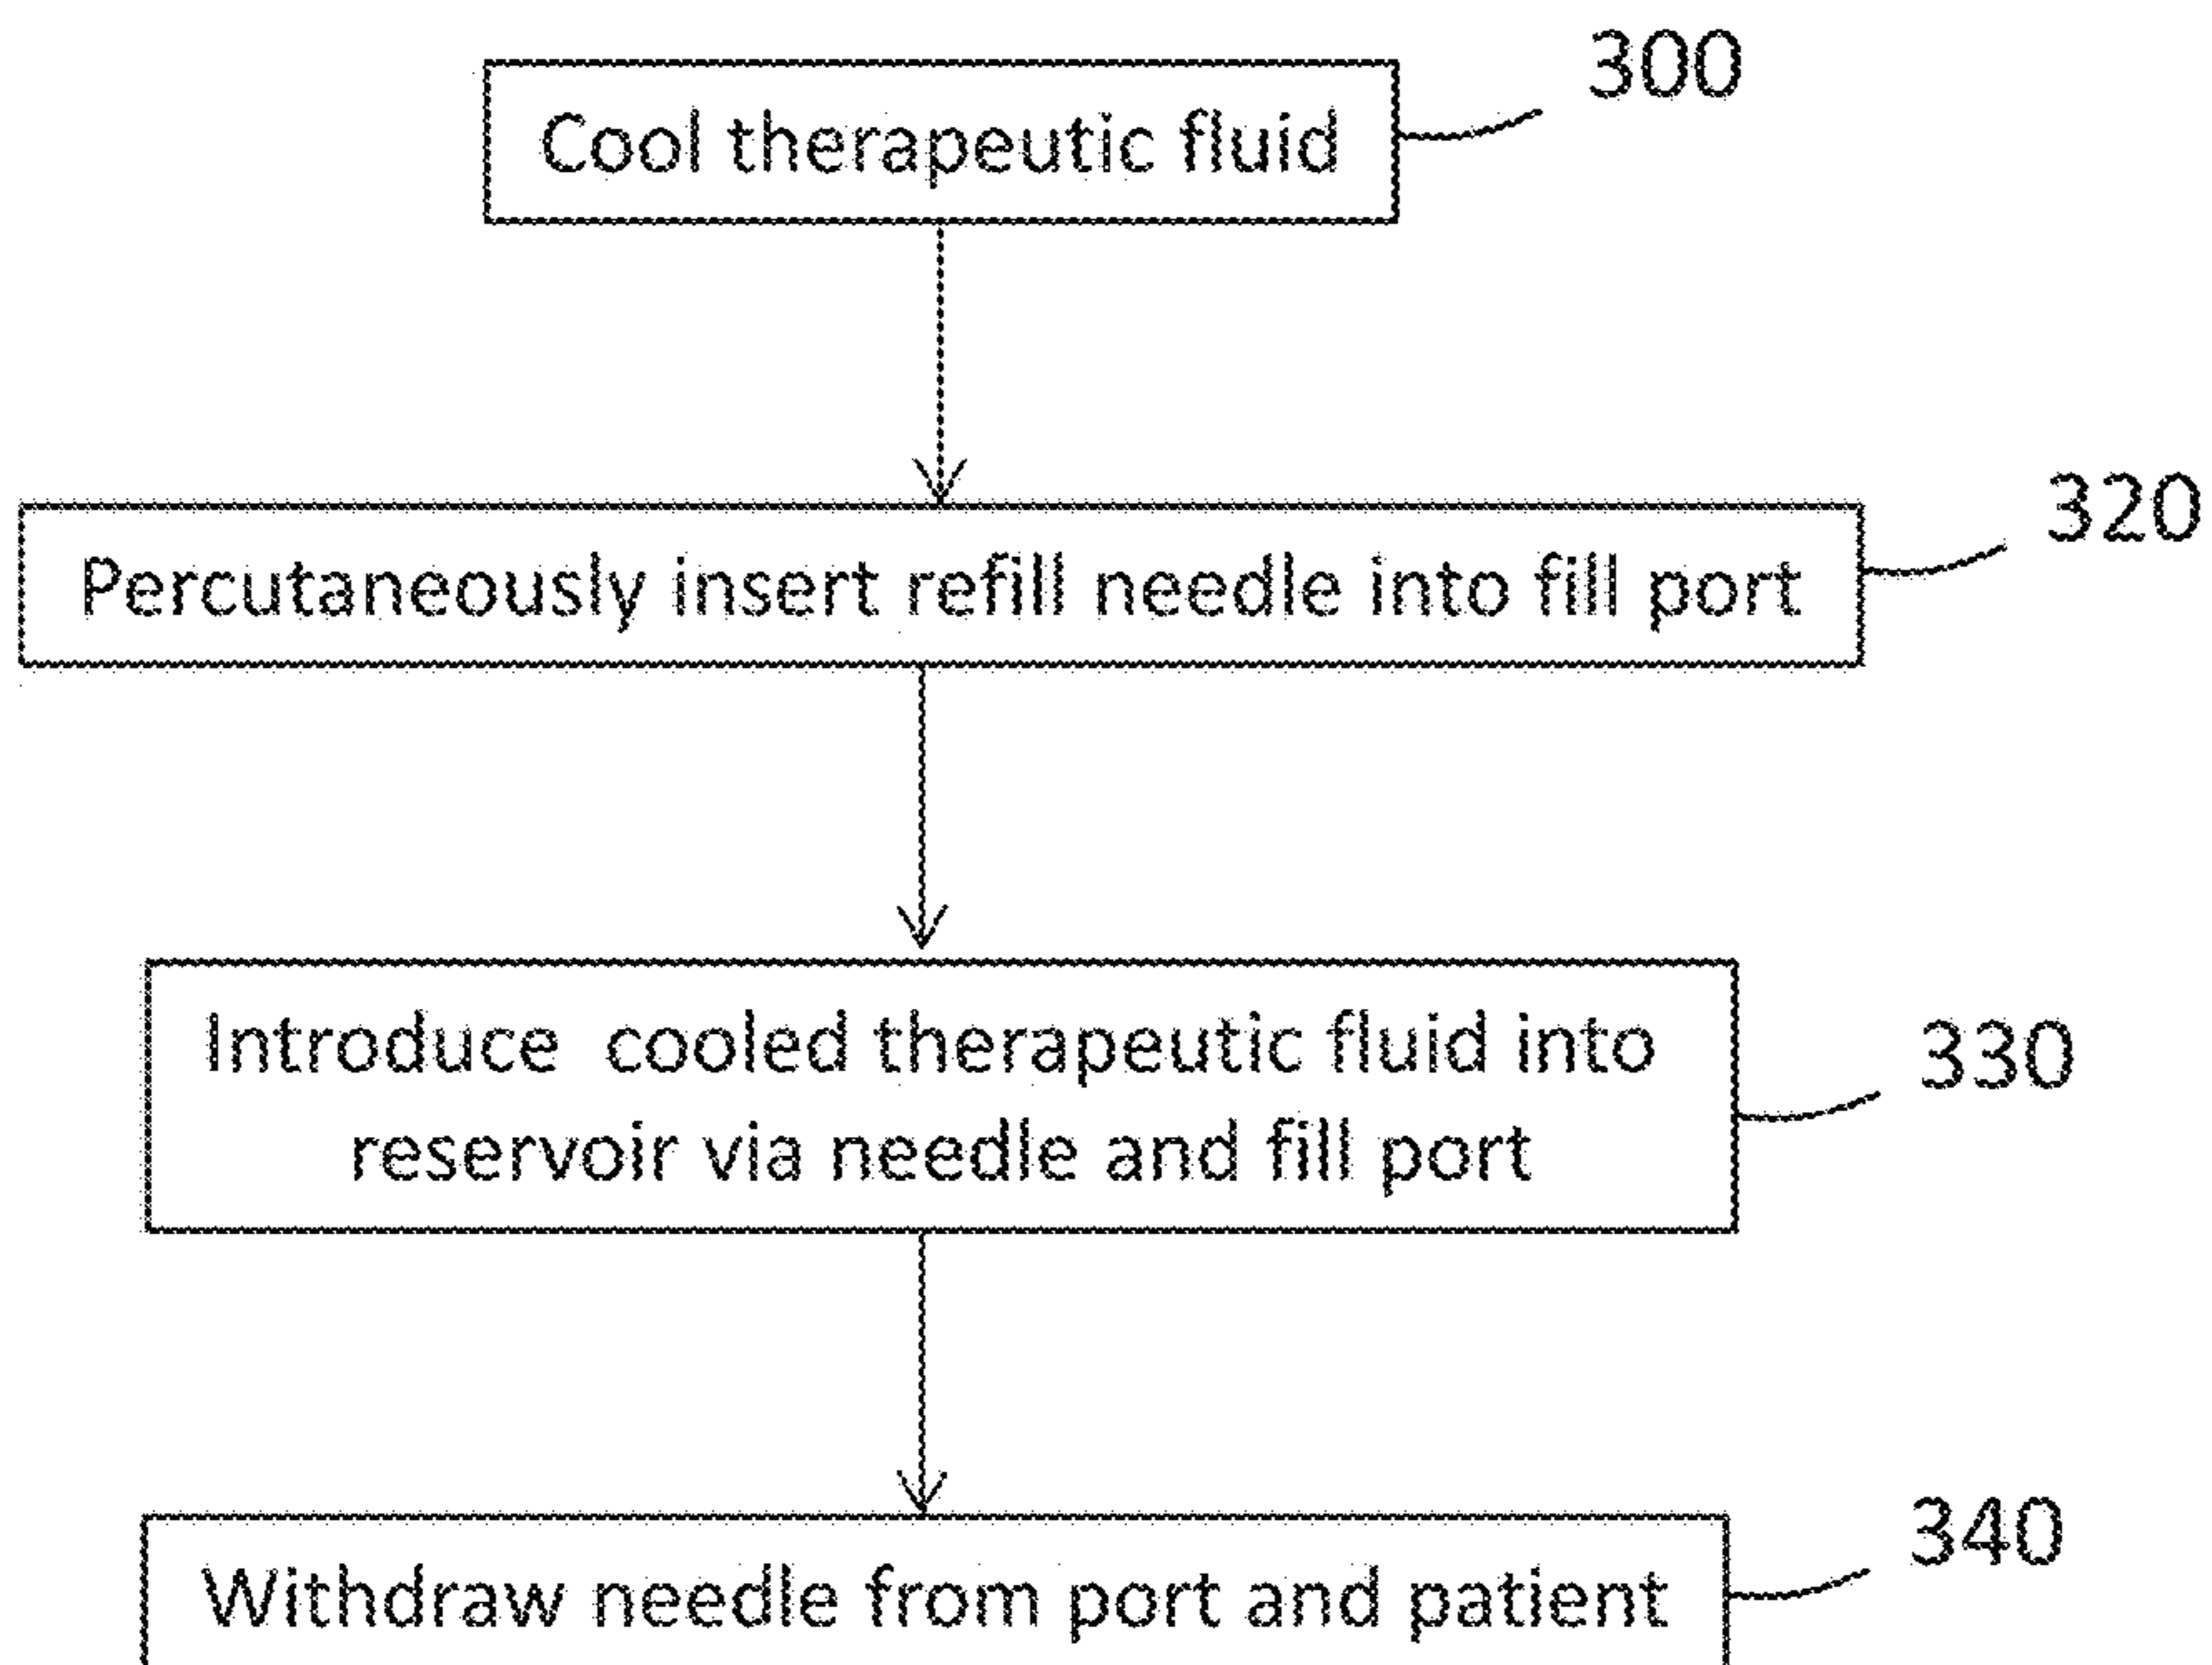 300
Cool therapeutic fluid
320
Percutaneously insert refill needle into fill port
330
Introduce cooled therapeutic fluid into
reservoir via needle and fill port
340
Withdraw needle from port and patient